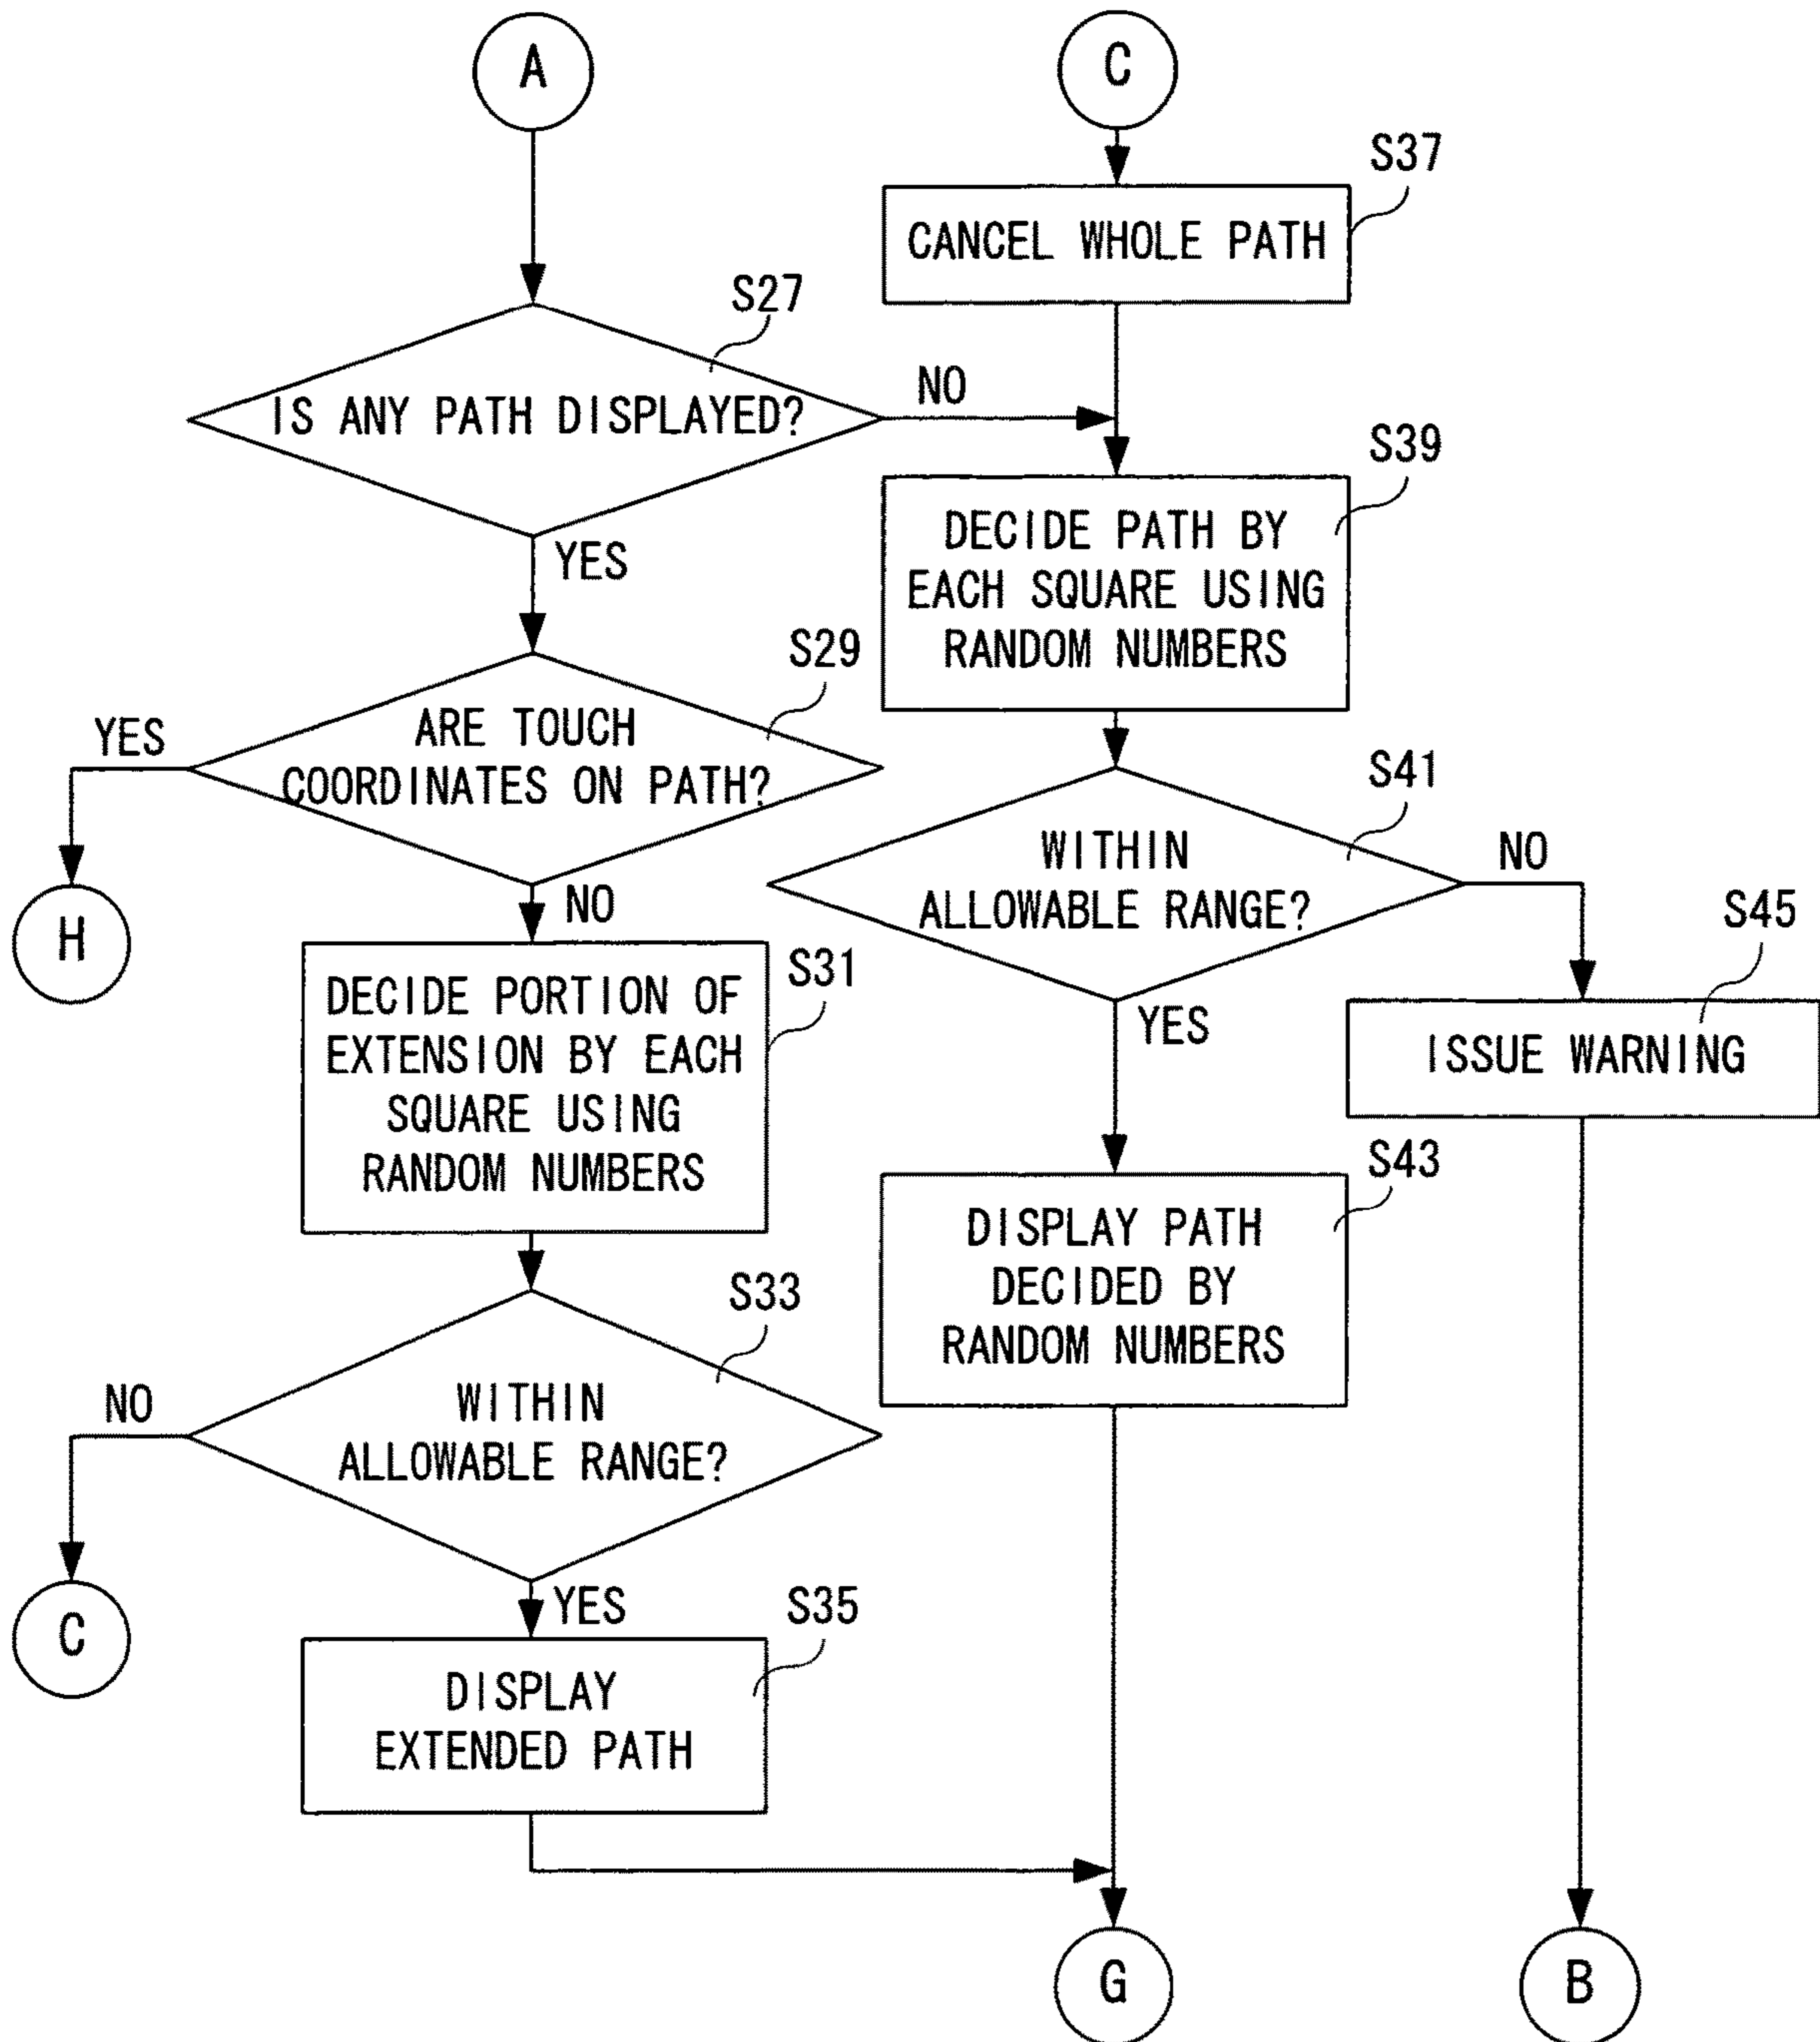 A
C
S37
CANCEL WHOLE PATH
S27
IS ANY PATH DISPLAYED?
NO
YES
S39
DECIDE PATH BY
EACH SQUARE USING
RANDOM NUMBERS
S29
ARE TOUCH
COORDINATES ON PATH?
YES
H
NO
S41
WITHIN
ALLOWABLE RANGE?
NO
YES
S45
ISSUE WARNING
S31
DECIDE PORTION OF
EXTENSION BY EACH
SQUARE USING
RANDOM NUMBERS
S43
DISPLAY PATH
DECIDED BY
RANDOM NUMBERS
S33
WITHIN
ALLOWABLE RANGE?
NO
C
YES
S35
DISPLAY
EXTENDED PATH
G
B